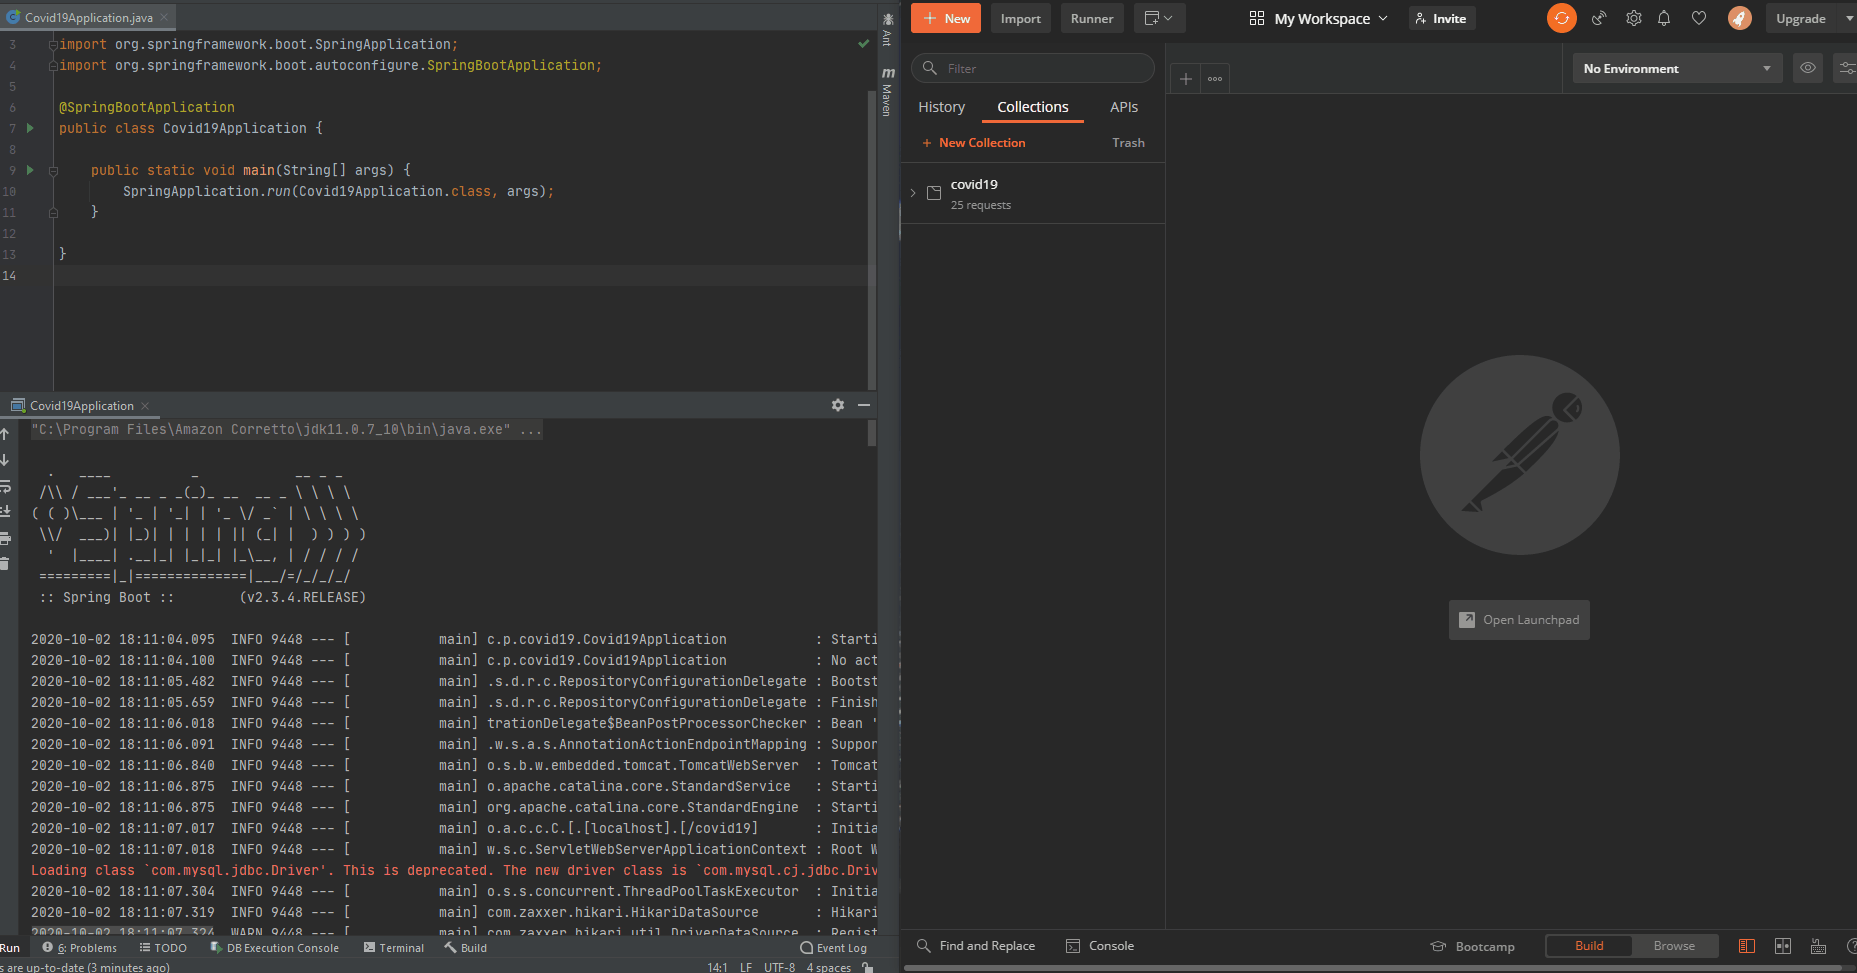 Covid19Application.java
3 import org.springframework.boot.SpringApplication;
4 import org.springframework.boot.autoconfigure.SpringBootApplication;
5
6 @SpringBootApplication
7 public class Covid19Application {
8
9 public static void main(String[] args) {
10 SpringApplication.run(Covid19Application.class, args);
11 }
12
13 }
14
Ant
m Maven
Covid19Application
"C:\Program Files\Amazon Corretto\jdk11.0.7_10\bin\java.exe" ...
  .   ____          _            __ _ _
 /\\ / ___'_ __ _ _(_)_ __  __ _ \ \ \ \
( ( )\___ | '_ | '_| | '_ \/ _` | \ \ \ \
 \\/  ___)| |_)| | | | | || (_| |  ) ) ) )
  '  |____| .__|_| |_|_| |_\__, | / / / /
 =========|_|==============|___/=/_/_/_/
 :: Spring Boot ::        (v2.3.4.RELEASE)
2020-10-02 18:11:04.095  INFO 9448 --- [           main] c.p.covid19.Covid19Application           : Starti
2020-10-02 18:11:04.100  INFO 9448 --- [           main] c.p.covid19.Covid19Application           : No act
2020-10-02 18:11:05.482  INFO 9448 --- [           main] .s.d.r.c.RepositoryConfigurationDelegate : Bootst
2020-10-02 18:11:05.659  INFO 9448 --- [           main] .s.d.r.c.RepositoryConfigurationDelegate : Finish
2020-10-02 18:11:06.018  INFO 9448 --- [           main] trationDelegate$BeanPostProcessorChecker : Bean '
2020-10-02 18:11:06.091  INFO 9448 --- [           main] .w.s.a.s.AnnotationActionEndpointMapping : Suppor
2020-10-02 18:11:06.840  INFO 9448 --- [           main] o.s.b.w.embedded.tomcat.TomcatWebServer  : Tomcat
2020-10-02 18:11:06.875  INFO 9448 --- [           main] o.apache.catalina.core.StandardService   : Starti
2020-10-02 18:11:06.875  INFO 9448 --- [           main] org.apache.catalina.core.StandardEngine  : Starti
2020-10-02 18:11:07.017  INFO 9448 --- [           main] o.a.c.c.C.[.[localhost].[/covid19]       : Initia
2020-10-02 18:11:07.018  INFO 9448 --- [           main] w.s.c.ServletWebServerApplicationContext : Root W
Loading class `com.mysql.jdbc.Driver'. This is deprecated. The new driver class is `com.mysql.cj.jdbc.Driv
2020-10-02 18:11:07.304  INFO 9448 --- [           main] o.s.s.concurrent.ThreadPoolTaskExecutor  : Initia
2020-10-02 18:11:07.319  INFO 9448 --- [           main] com.zaxxer.hikari.HikariDataSource       : Hikari
2020-10-02 18:11:07.324  WARN 9448 --- [           main] com.zaxxer.hikari.util.DriverDataSource  : Regist
Run 6: Problems TODO DB Execution Console Terminal Build Event Log
s are up-to-date (3 minutes ago) 14:1 LF UTF-8 4 spaces
+ New Import Runner My Workspace Invite Upgrade
Filter
No Environment
History Collections APIs
+ New Collection Trash
covid19
25 requests
Open Launchpad
Find and Replace Console Bootcamp Build Browse